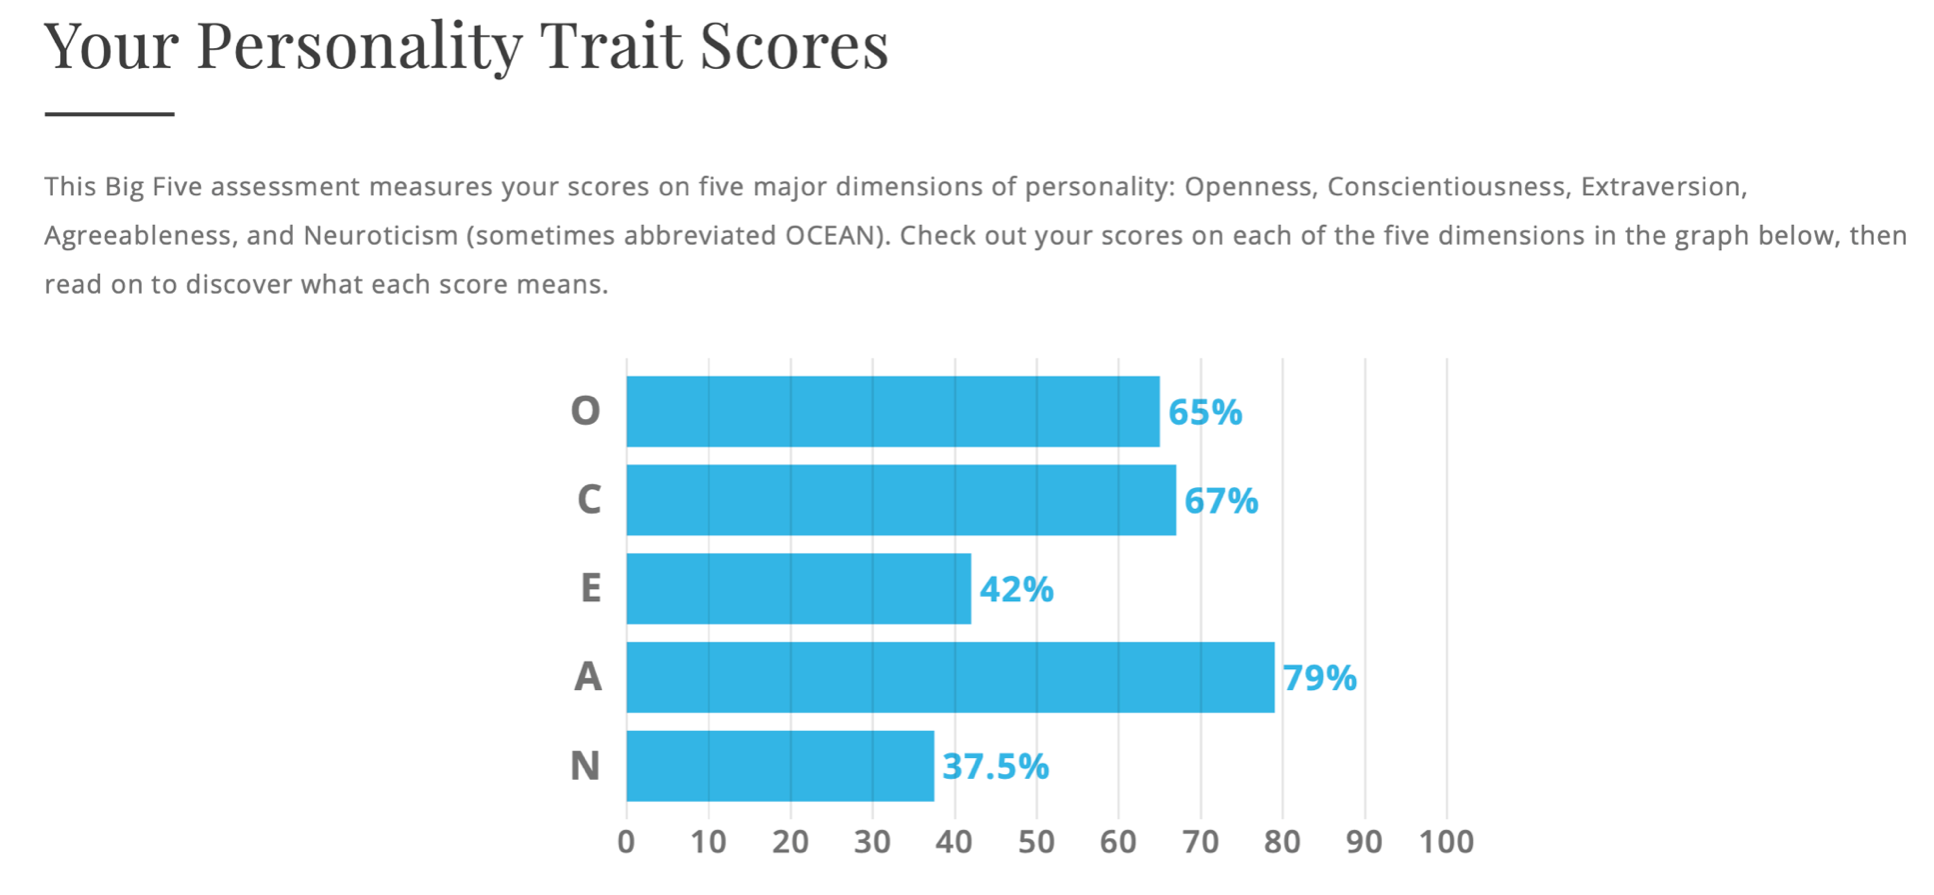 Your Personality Trait Scores
This Big Five assessment measures your scores on five major dimensions of personality: Openness, Conscientiousness, Extraversion,
Agreeableness, and Neuroticism (sometimes abbreviated OCEAN). Check out your scores on each of the five dimensions in the graph below, then
read on to discover what each score means.
O 65%
C 67%
E 42%
A 79%
N 37.5%
0 10 20 30 40 50 60 70 80 90 100